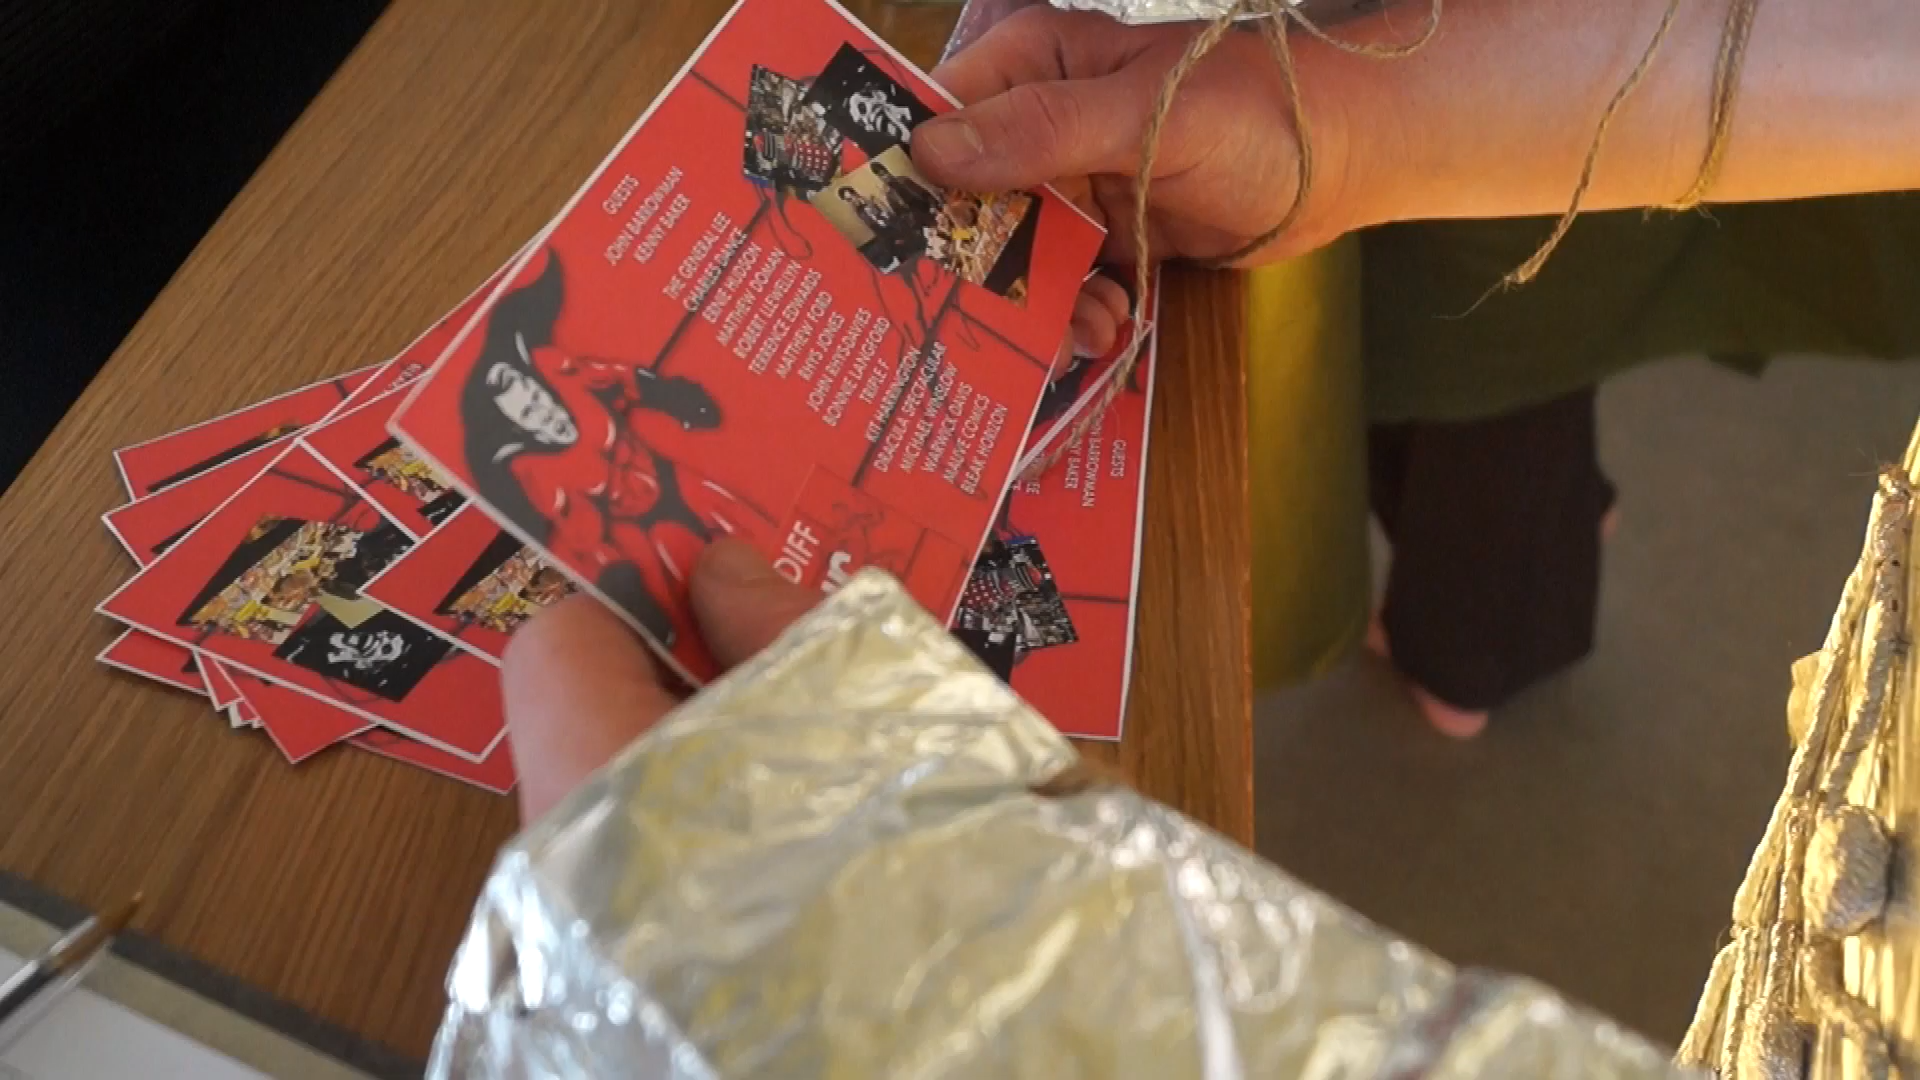 GUESTS
JOHN BARROWMAN
KENNY BAKER
THE GENERAL LEE
CHARLES DANCE
ERNIE HUDSON
MATTHEW DOMAN
ROBERT LLEWELLYN
TERRENCE EDWARDS
MATTHEW FORD
RHYS JONES
JOHN RHYS-DAVIES
BONNIE LANGFORD
TRIPLE F
KIT HARRINGTON
DRACULA SPECTACULAR
MICHAEL WINSLOW
WARWICK DAVIS
MAUVE COMICS
BLEAK HORIZON
DIFF
GUESTS
BARROWMAN
BAKER